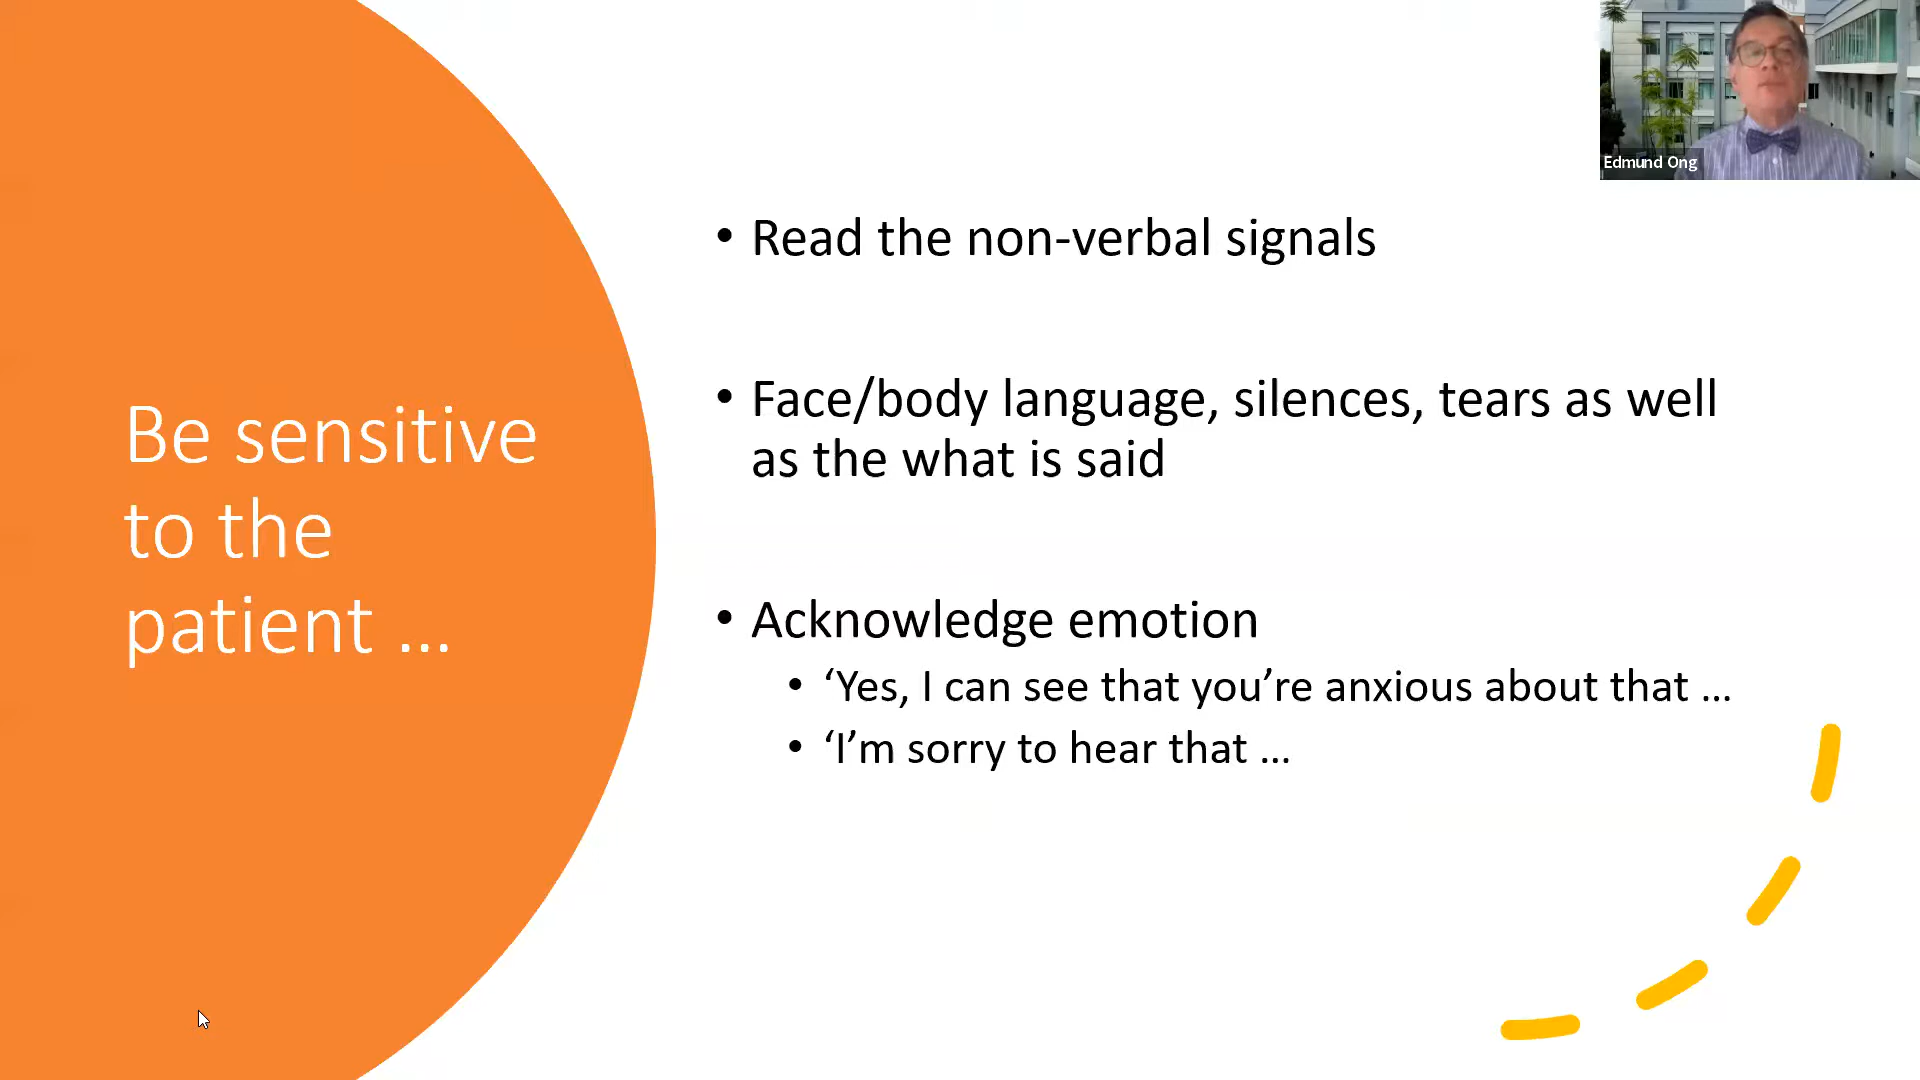 Edmund Ong
Be sensitive
to the
patient ...
• Read the non-verbal signals
• Face/body language, silences, tears as well
as the what is said
• Acknowledge emotion
• ‘Yes, I can see that you’re anxious about that ...
• ‘I’m sorry to hear that ...